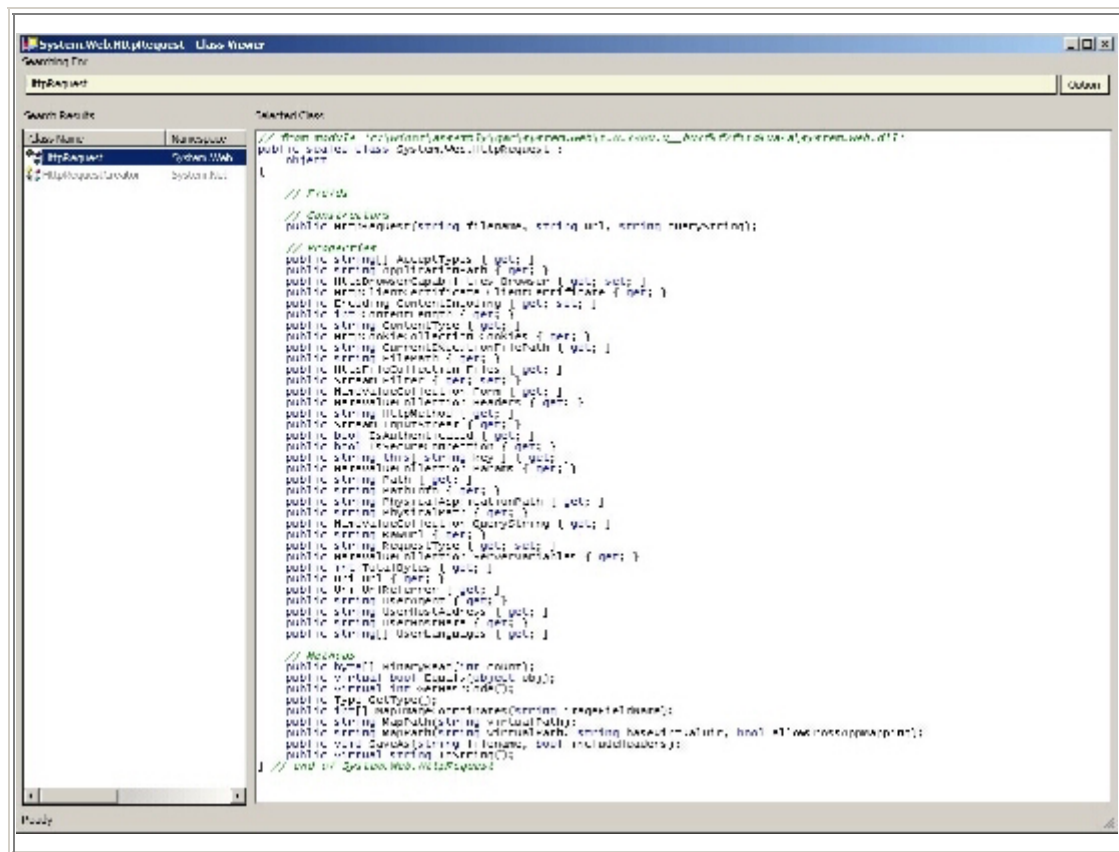 System.Web.HttpRequest - Class Viewer
Searching For
HttpRequest
Option
Search Results
Selected Class
Class Name Namespace
HttpRequest System.Web
HttpRequestCreator System.Net
// from module
public sealed class System.Web.HttpRequest :
object
{
// Fields
// Constructors
public HttpRequest(string filename, string url, string queryString);
// Properties
public string[] AcceptTypes { get; }
public string ApplicationPath { get; }
public HttpBrowserCapabilities Browser { get; set; }
public HttpClientCertificate ClientCertificate { get; }
public Encoding ContentEncoding { get; set; }
public int ContentLength { get; }
public string ContentType { get; }
public HttpCookieCollection Cookies { get; }
public string CurrentExecutionFilePath { get; }
public string FilePath { get; }
public HttpFileCollection Files { get; }
public Stream Filter { get; set; }
public NameValueCollection Form { get; }
public NameValueCollection Headers { get; }
public string HttpMethod { get; }
public Stream InputStream { get; }
public bool IsAuthenticated { get; }
public bool IsSecureConnection { get; }
public string this[ string key ] { get; }
public NameValueCollection Params { get; }
public string Path { get; }
public string PathInfo { get; }
public string PhysicalApplicationPath { get; }
public string PhysicalPath { get; }
public NameValueCollection QueryString { get; }
public string RawUrl { get; }
public string RequestType { get; set; }
public NameValueCollection ServerVariables { get; }
public int TotalBytes { get; }
public Uri Url { get; }
public Uri UrlReferrer { get; }
public string UserAgent { get; }
public string UserHostAddress { get; }
public string UserHostName { get; }
public string[] UserLanguages { get; }
// Methods
public byte[] BinaryRead(int count);
public virtual bool Equals(object obj);
public virtual int GetHashCode();
public Type GetType();
public int[] MapImageCoordinates(string imageFieldName);
public string MapPath(string virtualPath);
public string MapPath(string virtualPath, string baseVirtualDir, bool allowCrossAppMapping);
public void SaveAs(string filename, bool includeHeaders);
public virtual string ToString();
} // end of System.Web.HttpRequest
Ready